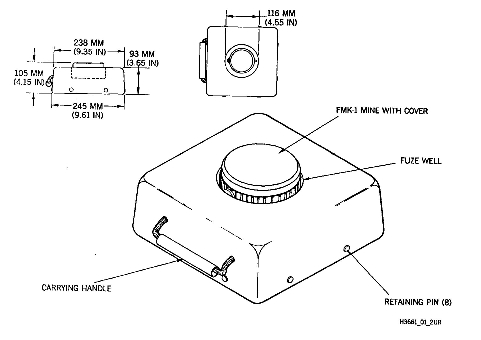 116 MM
(4.55 IN)
238 MM
(9.35 IN)
93 MM
(3.65 IN)
105 MM
(4.15 IN)
245 MM
(9.61 IN)
FMK-1 MINE WITH COVER
FUZE WELL
CARRYING HANDLE
RETAINING PIN (8)
H3661_01_2UR